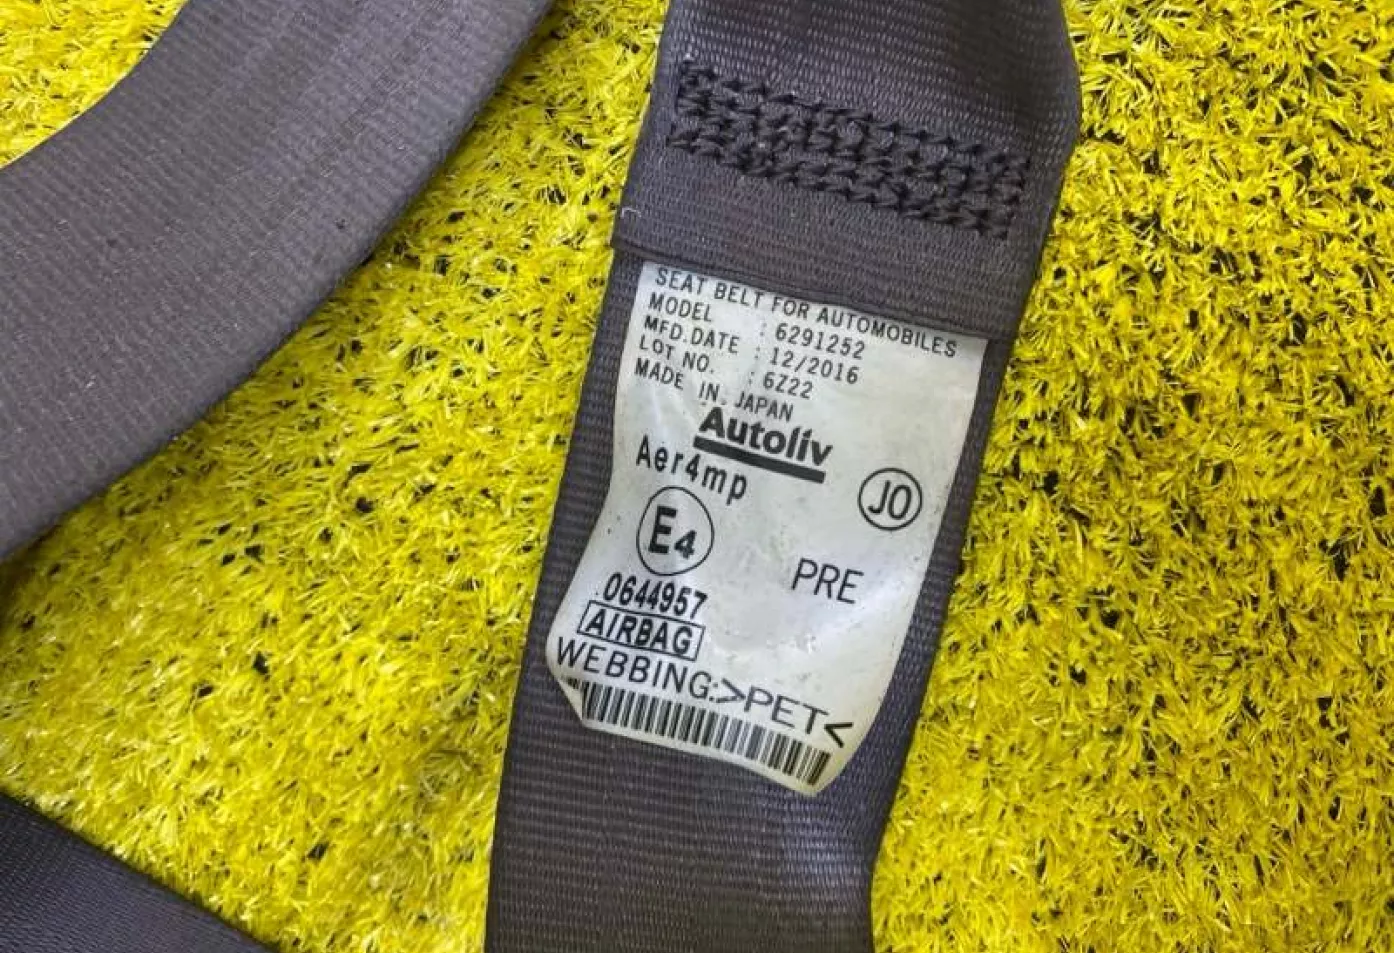 SEAT BELT FOR AUTOMOBILES
MODEL : 6291252
MFD.DATE : 12/2016
LOT NO. : 6Z22
MADE IN JAPAN
Autoliv
Aer4mp
JO
E4
PRE
0644957
AIRBAG
WEBBING:>PET<